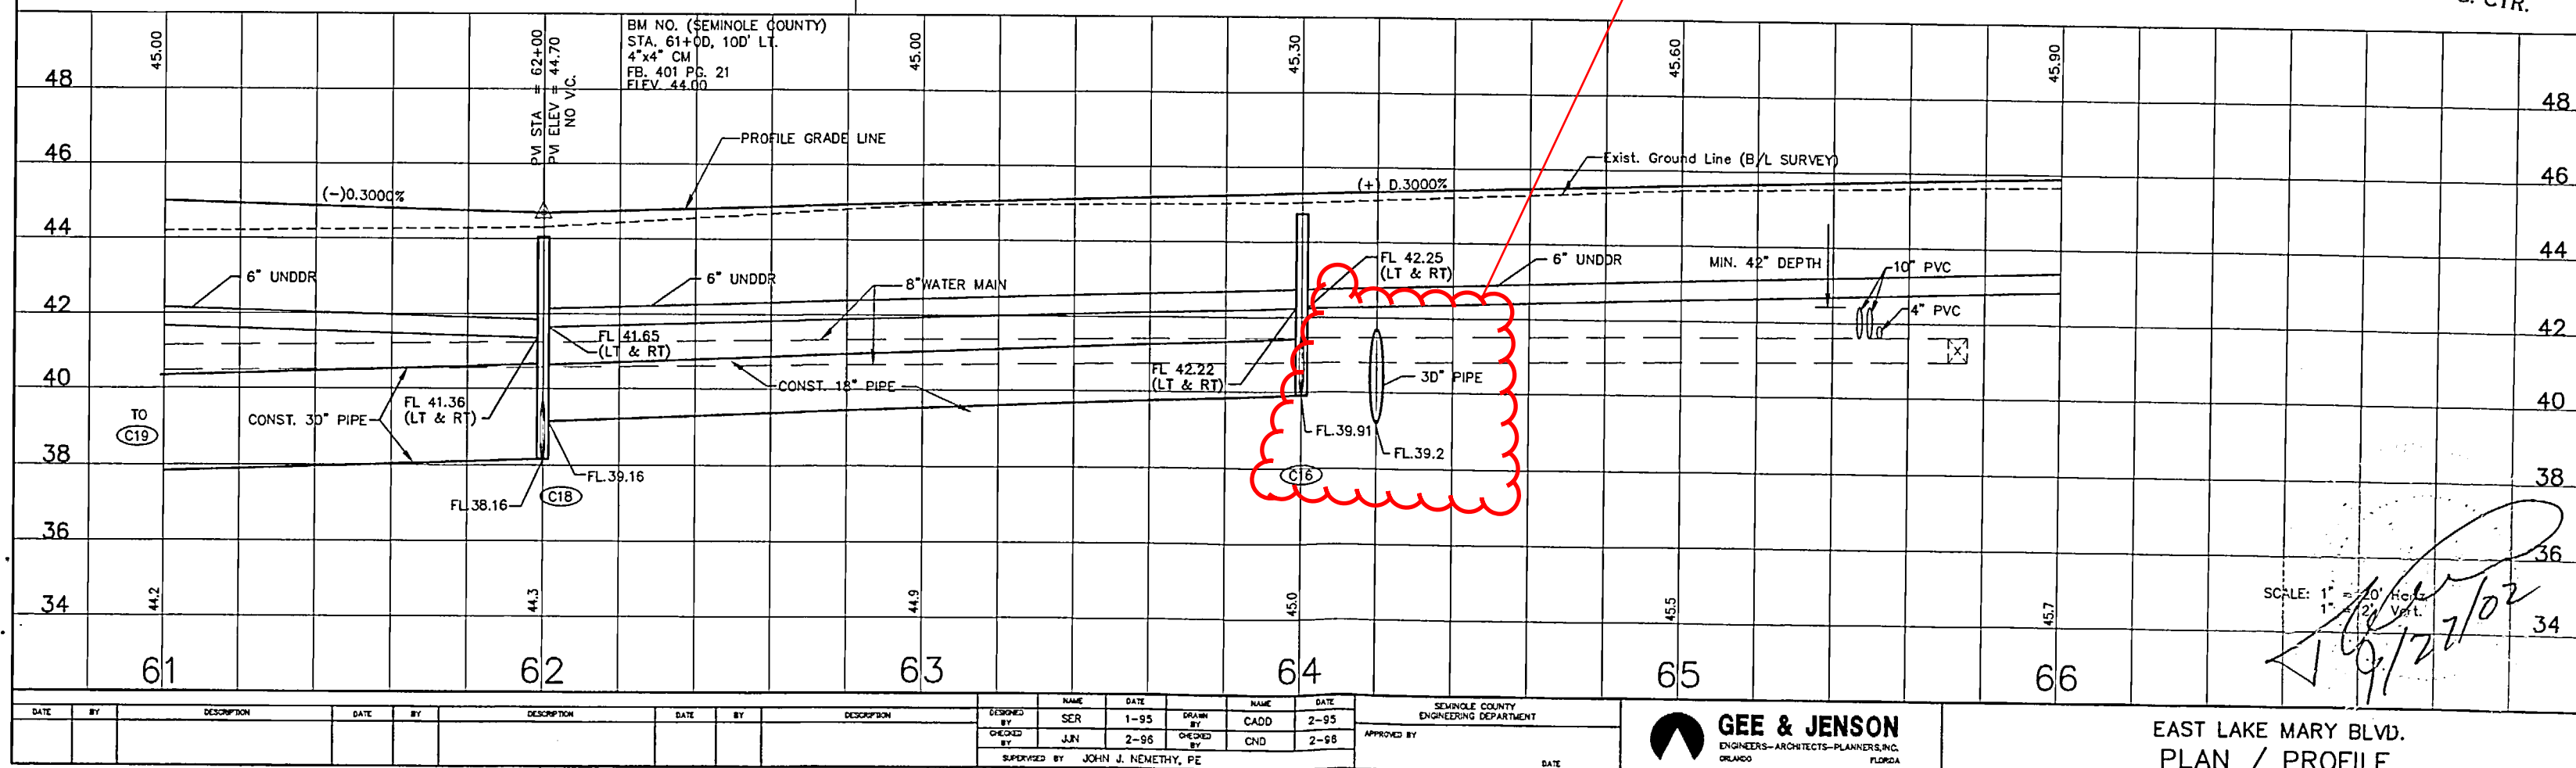 G. CTR.
45.00
PVI STA = 62+00
PVI ELEV = 44.70
NO V.C.
BM NO. (SEMINOLE COUNTY)
STA. 61+00, 100' LT.
4"x4" CM
FB. 401 PG. 21
ELEV. 44.00
45.00
45.30
45.60
45.90
48
48
PROFILE GRADE LINE
46
Exist. Ground Line (B/L SURVEY)
46
(-)0.3000%
(+) 0.3000%
44
44
6" UNDDR
6" UNDDR
8"WATER MAIN
FL 42.25
(LT & RT)
6" UNDDR
MIN. 42" DEPTH
10" PVC
4" PVC
42
42
FL 41.65
(LT & RT)
X
FL 42.22
(LT & RT)
30" PIPE
40
CONST. 18" PIPE
40
TO
C19
CONST. 30" PIPE
FL 41.36
(LT & RT)
FL.39.91
FL.39.2
38
FL.39.16
C16
38
FL.38.16
C18
36
36
44.2
44.3
44.9
45.0
45.5
45.7
SCALE: 1" = 20' Horiz.
1" = 2' Vert.
34
34
9/27/02
61
62
63
64
65
66
DATE BY DESCRIPTION DATE BY DESCRIPTION DATE BY DESCRIPTION
NAME DATE NAME DATE
DESIGNED BY SER 1-95 DRAWN BY CADD 2-95
CHECKED BY JJN 2-96 CHECKED BY CND 2-96
SUPERVISED BY JOHN J. NEMETHY, PE
SEMINOLE COUNTY
ENGINEERING DEPARTMENT
APPROVED BY
DATE
GEE & JENSON
ENGINEERS-ARCHITECTS-PLANNERS,INC.
ORLANDO FLORIDA
EAST LAKE MARY BLVD.
PLAN / PROFILE